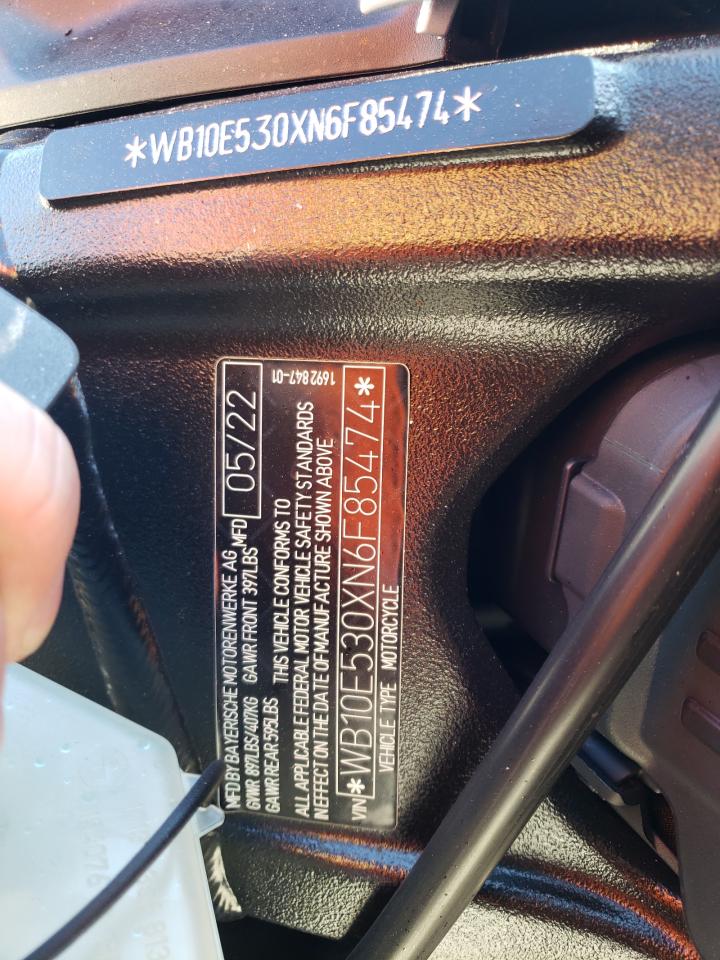 *WB10E530XN6F85474*
1692847-01
MFD BY BAYERISCHE MOTORENWERKE AG MFD 05/22
GWR 897LBS/407KG GAWR FRONT 397LBS
GAWR REAR 595LBS
THIS VEHICLE CONFORMS TO
ALL APPLICABLE FEDERAL MOTOR VEHICLE SAFETY STANDARDS
IN EFFECT ON THE DATE OF MANUFACTURE SHOWN ABOVE
VIN *WB10E530XN6F85474*
VEHICLE TYPE MOTORCYCLE